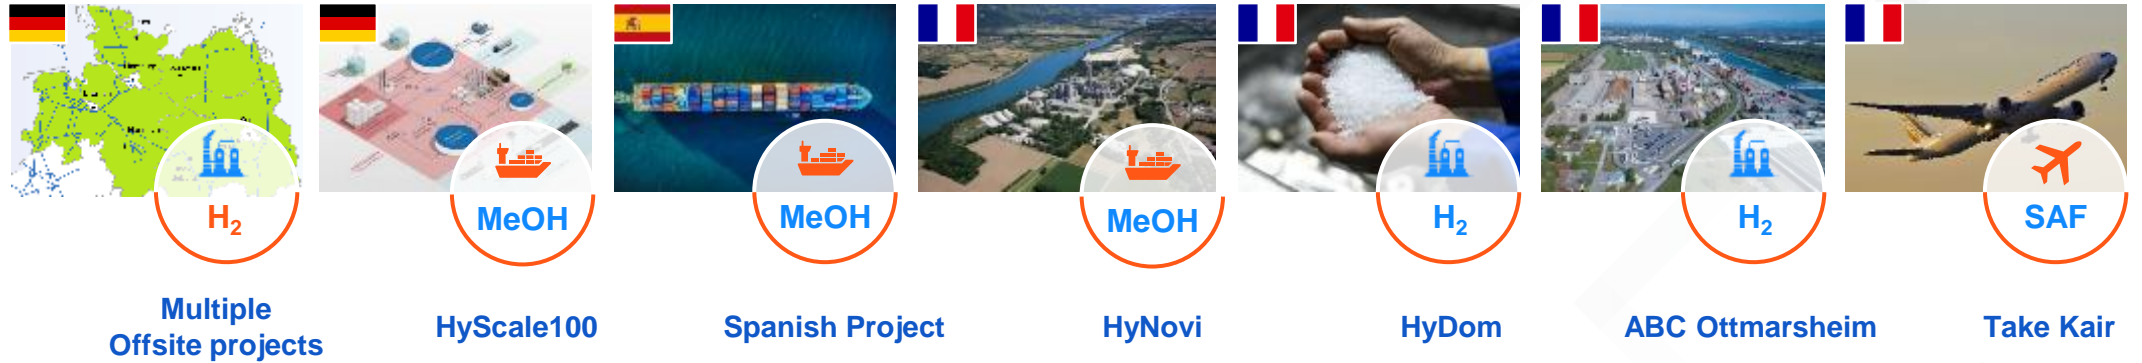 H₂
MeOH
MeOH
MeOH
H₂
H₂
SAF
Multiple
Offsite projects
HyScale100
Spanish Project
HyNovi
HyDom
ABC Ottmarsheim
Take Kair